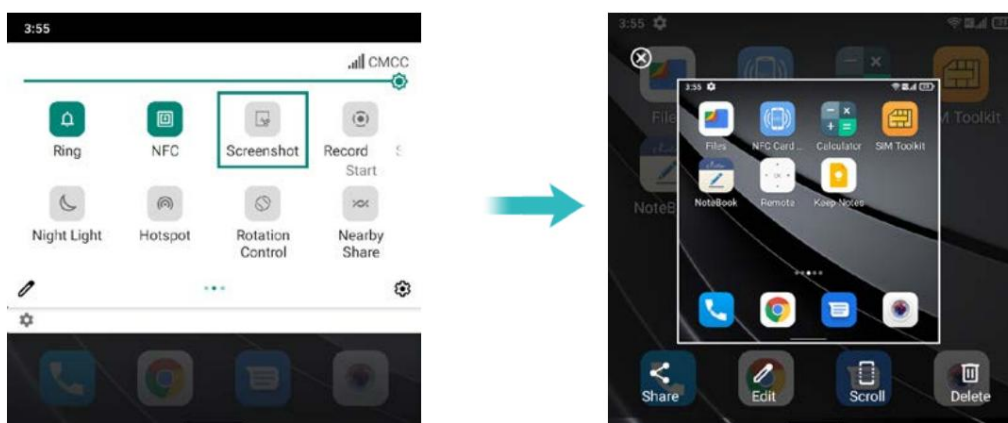 3:55
CMCC
Ring
NFC
Screenshot
Record
S
Start
Night Light
Hotspot
Rotation
Control
Nearby
Share
3:55
File
M Toolkit
NoteB
3:55
Files
NFC Card ...
Calculator
SIM Toolkit
NoteBook
Remote
OK
Keep Notes
Share
Edit
Scroll
Delete